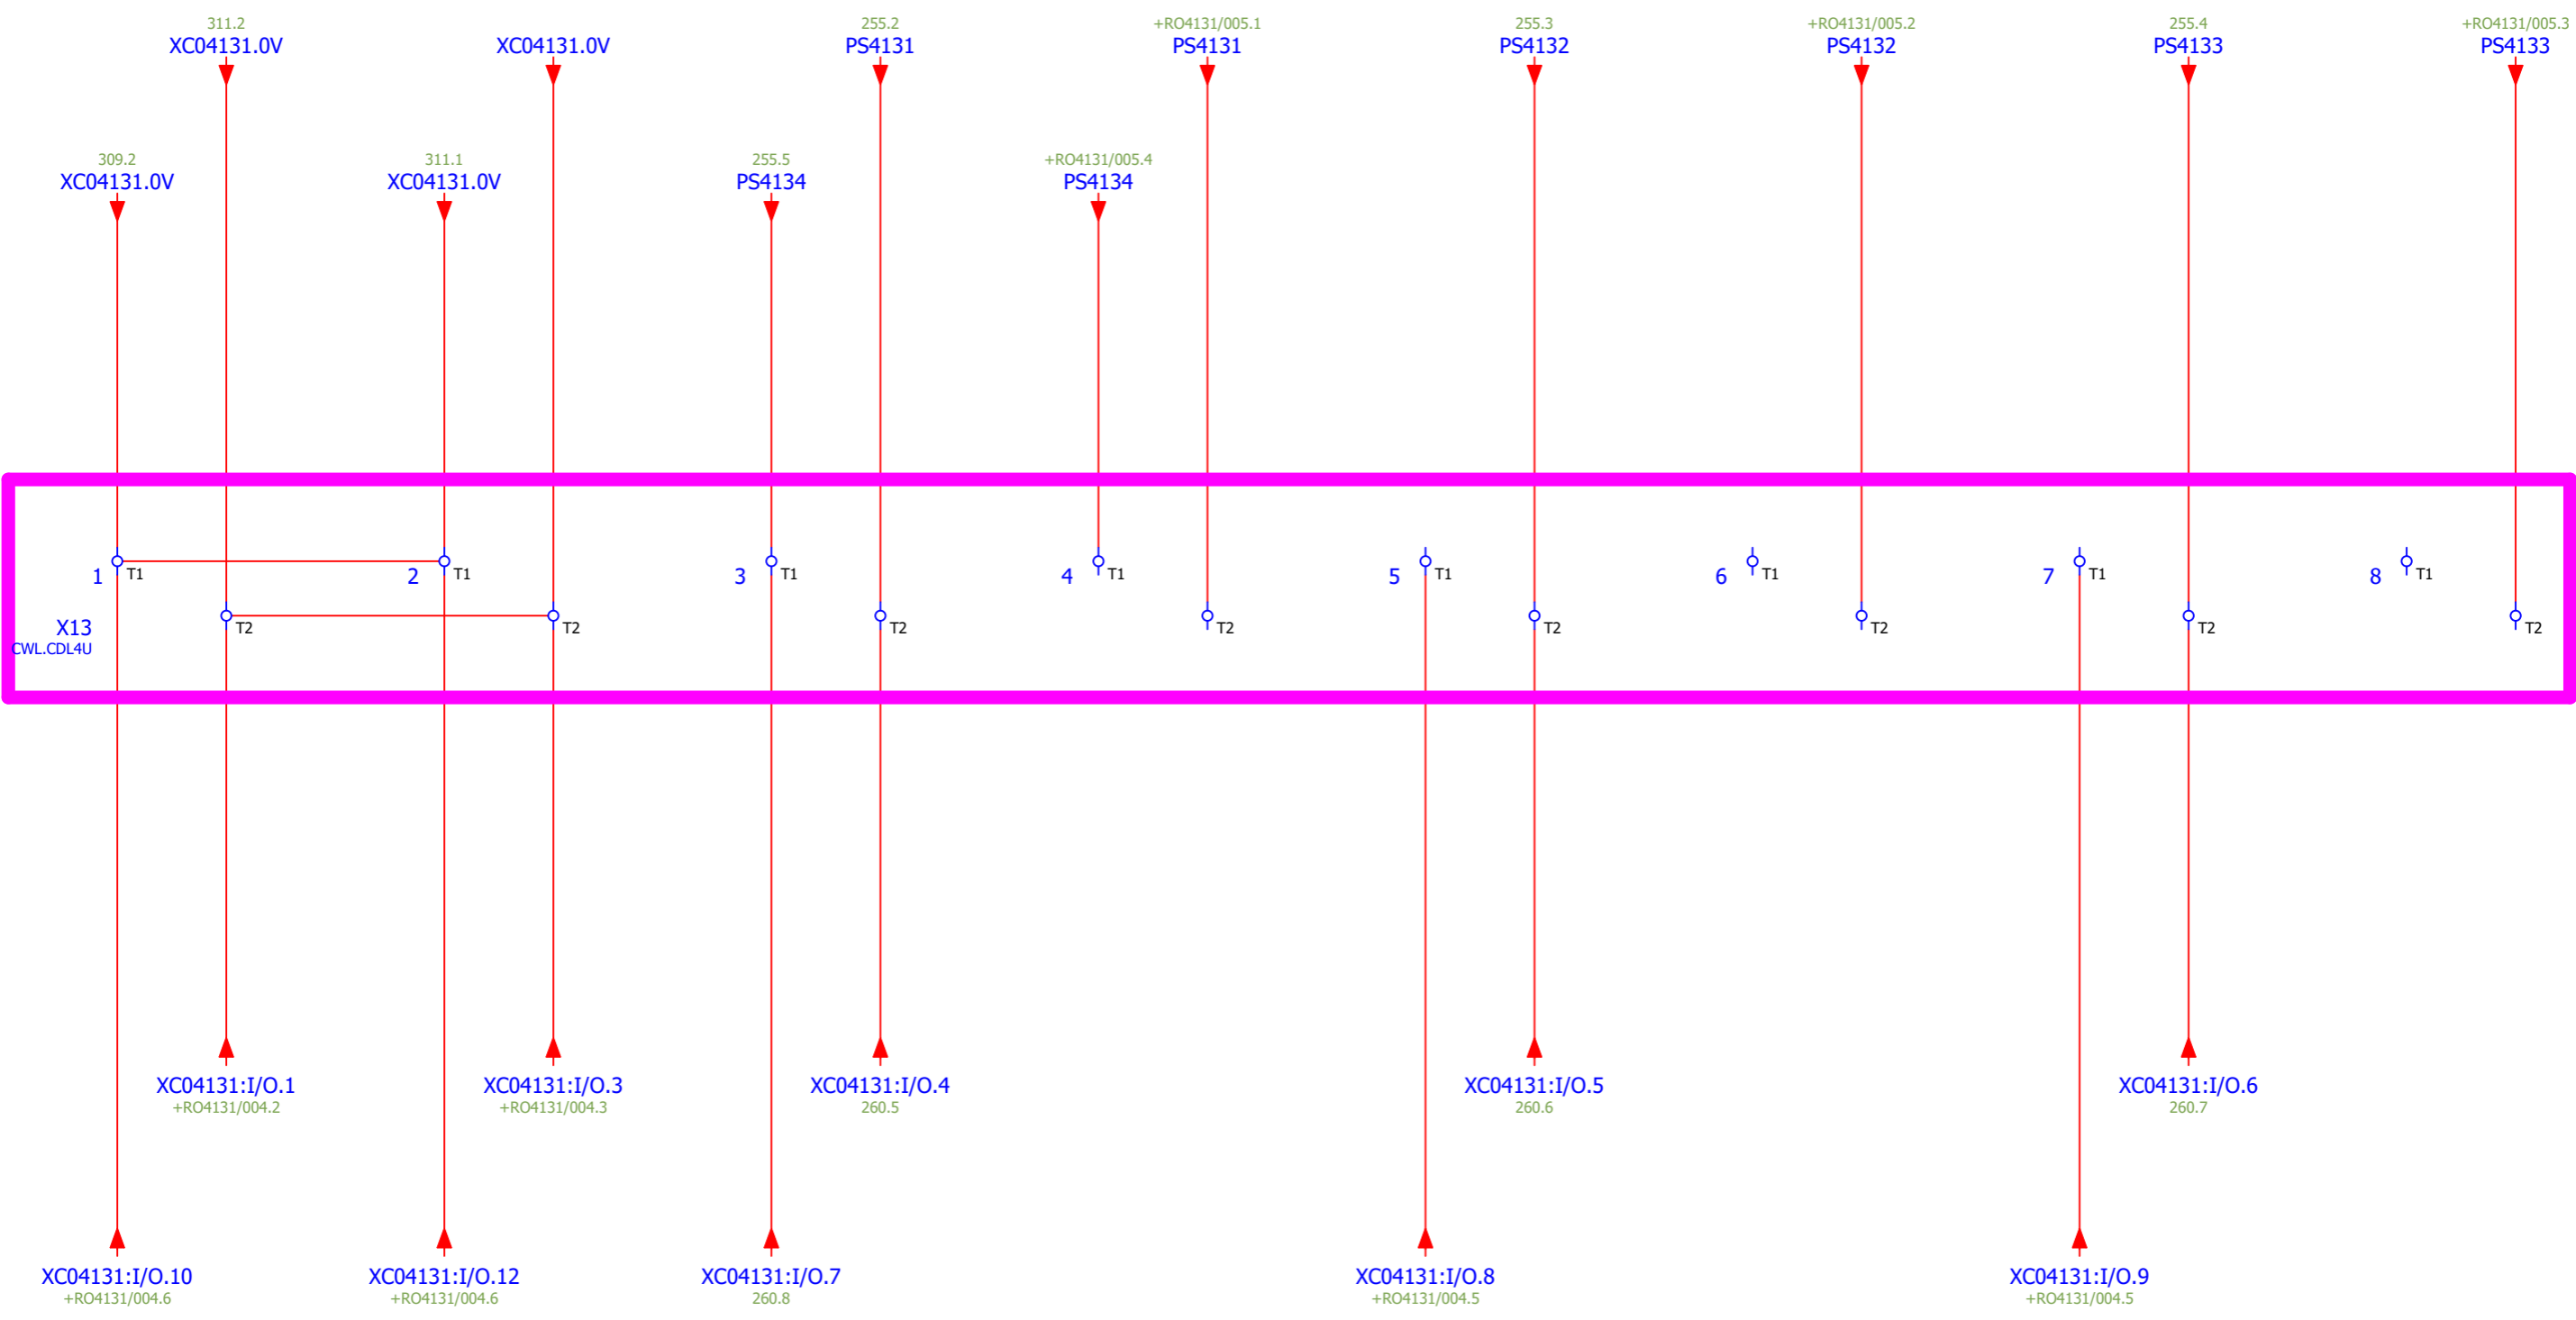 311.2
XC04131.0V
XC04131.0V
255.2
PS4131
+RO4131/005.1
PS4131
255.3
PS4132
+RO4131/005.2
PS4132
255.4
PS4133
+RO4131/005.3
PS4133
309.2
XC04131.0V
311.1
XC04131.0V
255.5
PS4134
+RO4131/005.4
PS4134
1 T1
2 T1
3 T1
4 T1
5 T1
6 T1
7 T1
8 T1
X13
CWL.CDL4U
T2
T2
T2
T2
T2
T2
T2
T2
XC04131:I/O.1
+RO4131/004.2
XC04131:I/O.3
+RO4131/004.3
XC04131:I/O.4
260.5
XC04131:I/O.5
260.6
XC04131:I/O.6
260.7
XC04131:I/O.10
+RO4131/004.6
XC04131:I/O.12
+RO4131/004.6
XC04131:I/O.7
260.8
XC04131:I/O.8
+RO4131/004.5
XC04131:I/O.9
+RO4131/004.5